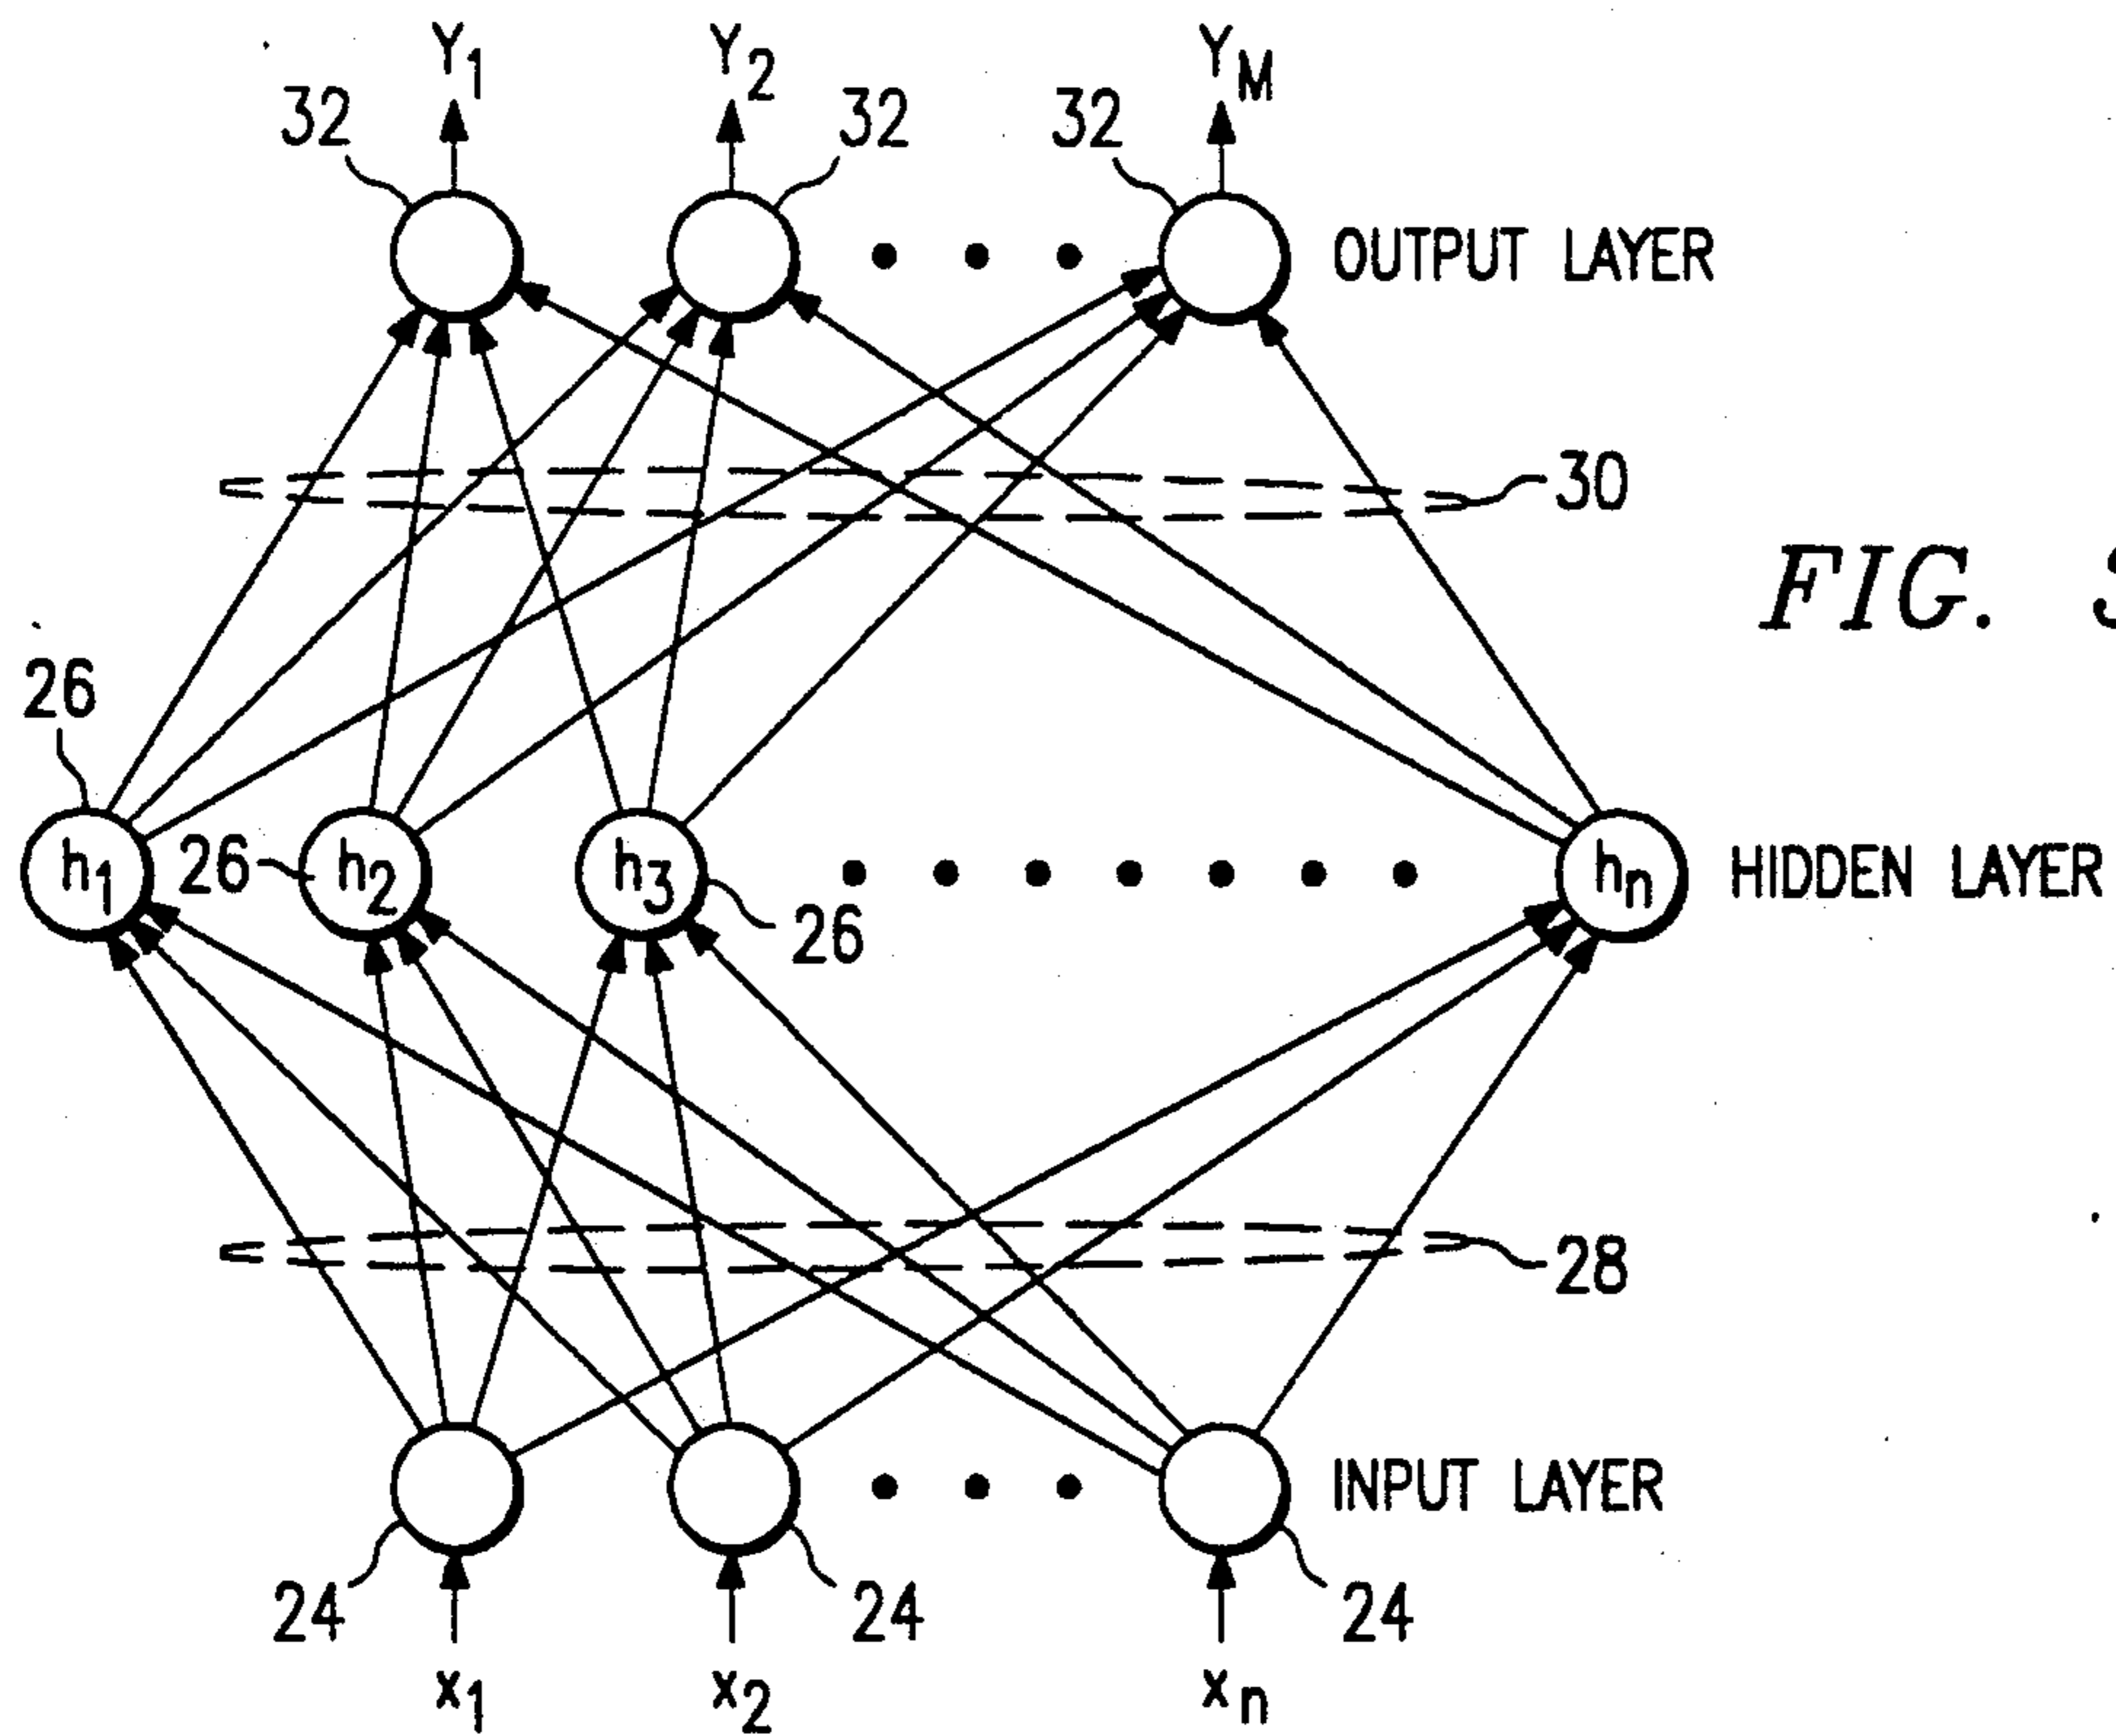 Y1 Y2 YM
32 32 32
OUTPUT LAYER
30
FIG.
26
h1 26 h2 h3 hn HIDDEN LAYER
26
28
INPUT LAYER
24 24 24
x1 x2 xn